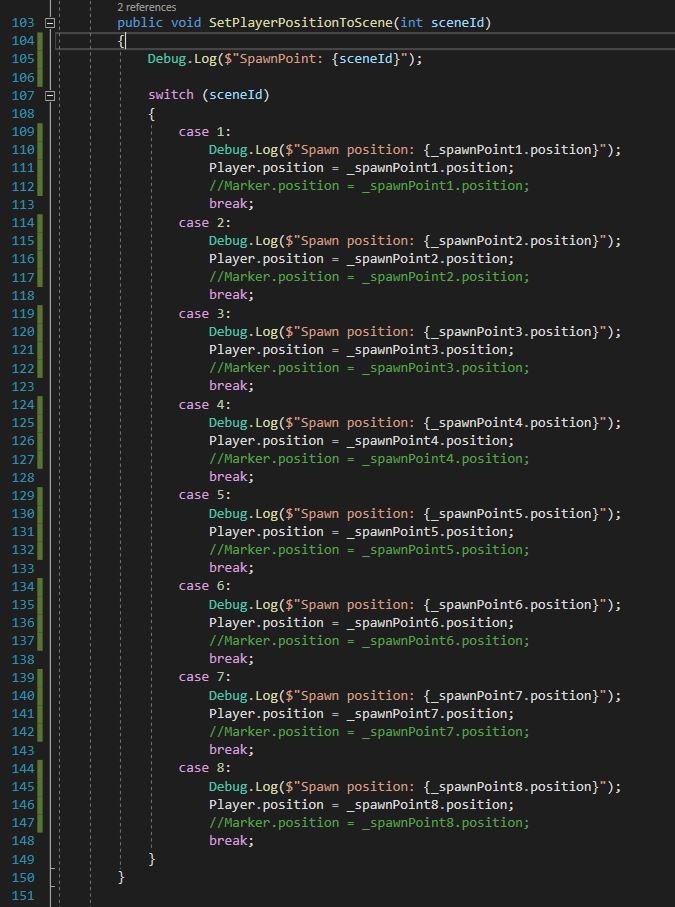 2 references
103 public void SetPlayerPositionToScene(int sceneId)
104 {
105 Debug.Log($"SpawnPoint: {sceneId}");
106
107 switch (sceneId)
108 {
109 case 1:
110 Debug.Log($"Spawn position: {_spawnPoint1.position}");
111 Player.position = _spawnPoint1.position;
112 //Marker.position = _spawnPoint1.position;
113 break;
114 case 2:
115 Debug.Log($"Spawn position: {_spawnPoint2.position}");
116 Player.position = _spawnPoint2.position;
117 //Marker.position = _spawnPoint2.position;
118 break;
119 case 3:
120 Debug.Log($"Spawn position: {_spawnPoint3.position}");
121 Player.position = _spawnPoint3.position;
122 //Marker.position = _spawnPoint3.position;
123 break;
124 case 4:
125 Debug.Log($"Spawn position: {_spawnPoint4.position}");
126 Player.position = _spawnPoint4.position;
127 //Marker.position = _spawnPoint4.position;
128 break;
129 case 5:
130 Debug.Log($"Spawn position: {_spawnPoint5.position}");
131 Player.position = _spawnPoint5.position;
132 //Marker.position = _spawnPoint5.position;
133 break;
134 case 6:
135 Debug.Log($"Spawn position: {_spawnPoint6.position}");
136 Player.position = _spawnPoint6.position;
137 //Marker.position = _spawnPoint6.position;
138 break;
139 case 7:
140 Debug.Log($"Spawn position: {_spawnPoint7.position}");
141 Player.position = _spawnPoint7.position;
142 //Marker.position = _spawnPoint7.position;
143 break;
144 case 8:
145 Debug.Log($"Spawn position: {_spawnPoint8.position}");
146 Player.position = _spawnPoint8.position;
147 //Marker.position = _spawnPoint8.position;
148 break;
149 }
150 }
151